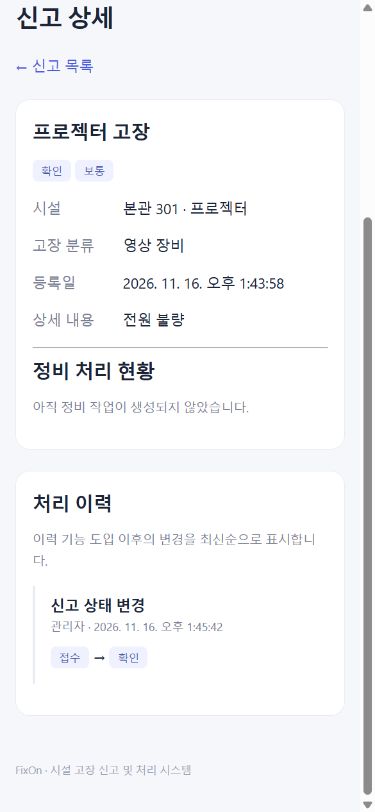 신고 상세
← 신고 목록
프로젝터 고장
확인 보통
시설 본관 301 · 프로젝터
고장 분류 영상 장비
등록일 2026. 11. 16. 오후 1:43:58
상세 내용 전원 불량
정비 처리 현황
아직 정비 작업이 생성되지 않았습니다.
처리 이력
이력 기능 도입 이후의 변경을 최신순으로 표시합니
다.
신고 상태 변경
관리자 · 2026. 11. 16. 오후 1:45:42
접수 → 확인
FixOn · 시설 고장 신고 및 처리 시스템